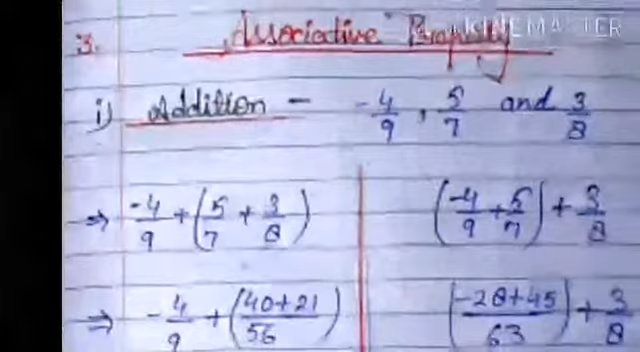 3. Associative Property
KINEMASTER
i) Addition - -4/9, 5/7 and 3/8
⇒ -4/9 + (5/7 + 3/8) (-4/9 + 5/7) + 3/8
⇒ -4/9 + (40+21/56) (-28+45/63) + 3/8